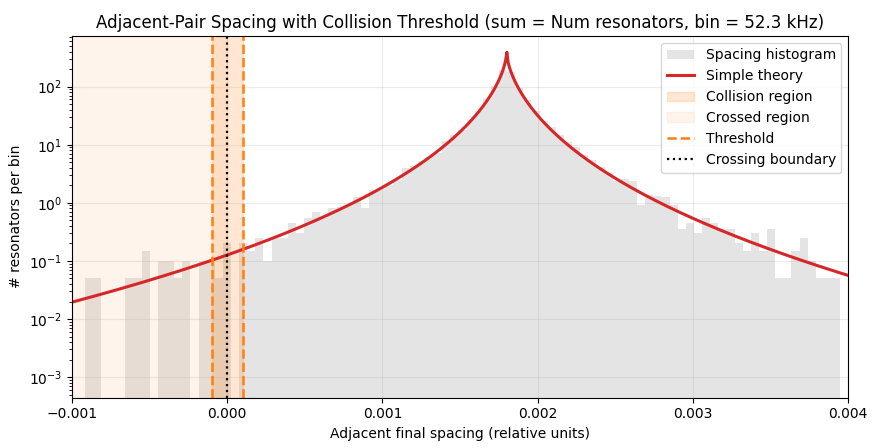 Adjacent-Pair Spacing with Collision Threshold (sum = Num resonators, bin = 52.3 kHz)
Spacing histogram
Simple theory
Collision region
Crossed region
Threshold
Crossing boundary
# resonators per bin
10²
10¹
10⁰
10⁻¹
10⁻²
10⁻³
−0.001 0.000 0.001 0.002 0.003 0.004
Adjacent final spacing (relative units)